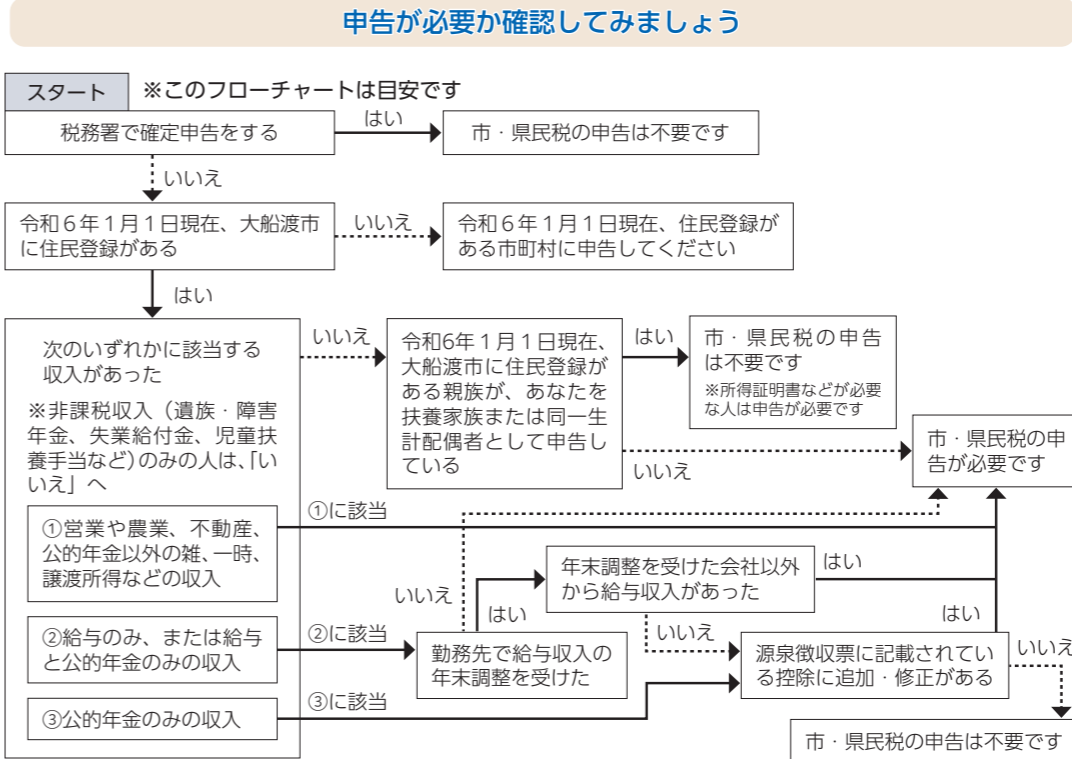 申告が必要か確認してみましょう
スタート
※このフローチャートは目安です
税務署で確定申告をする
はい
市・県民税の申告は不要です
いいえ
令和6年1月1日現在、大船渡市
に住民登録がある
いいえ
令和6年1月1日現在、住民登録が
ある市町村に申告してください
はい
次のいずれかに該当する
収入があった
※非課税収入（遺族・障害
年金、失業給付金、児童扶
養手当など）のみの人は、「い
いえ」へ
いいえ
令和6年1月1日現在、
大船渡市に住民登録が
ある親族が、あなたを
扶養家族または同一生
計配偶者として申告し
ている
はい
市・県民税の申告
は不要です
※所得証明書などが必要
な人は申告が必要です
いいえ
市・県民税の申
告が必要です
①営業や農業、不動産、
公的年金以外の雑、一時、
譲渡所得などの収入
①に該当
②給与のみ、または給与
と公的年金のみの収入
②に該当
勤務先で給与収入の
年末調整を受けた
いいえ
はい
年末調整を受けた会社以外
から給与収入があった
はい
いいえ
③公的年金のみの収入
③に該当
源泉徴収票に記載されてい
る控除に追加・修正がある
はい
いいえ
市・県民税の申告は不要です